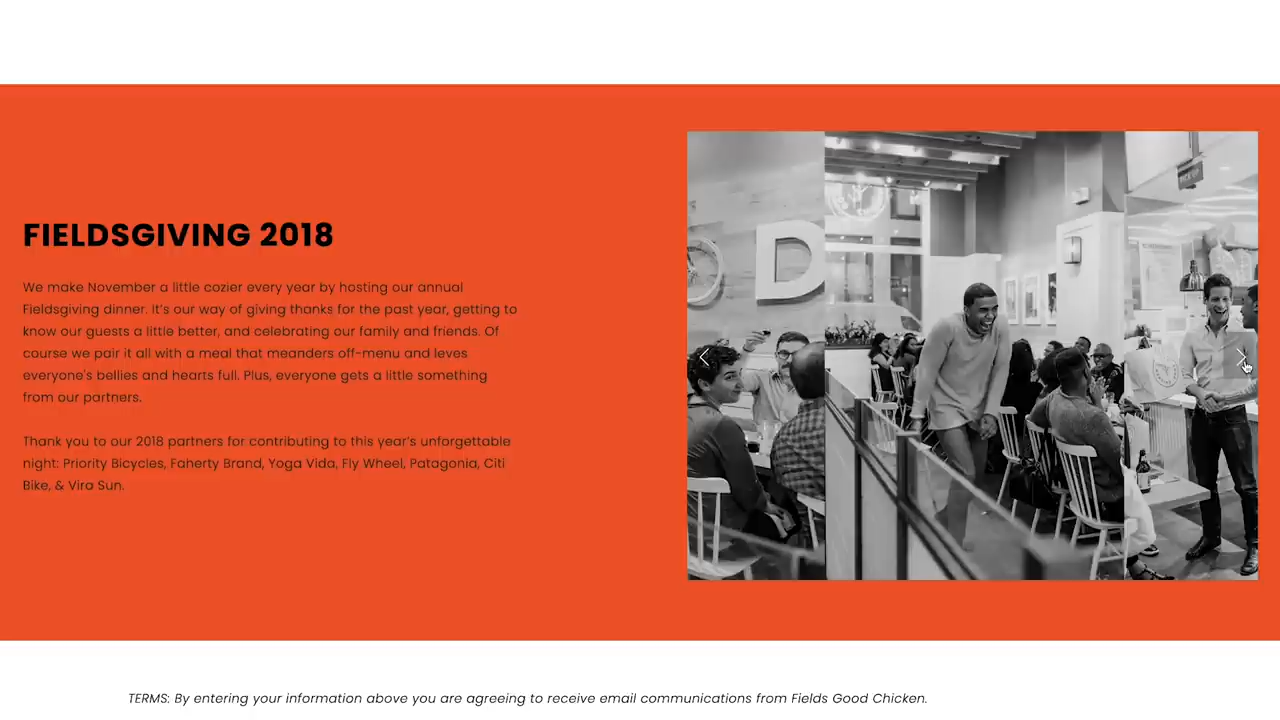 FIELDSGIVING 2018
We make November a little cozier every year by hosting our annual
Fieldsgiving dinner. It's our way of giving thanks for the past year, getting to
know our guests a little better, and celebrating our family and friends. Of
course we pair it all with a meal that meanders off-menu and leves
everyone's bellies and hearts full. Plus, everyone gets a little something
from our partners.
Thank you to our 2018 partners for contributing to this year's unforgettable
night: Priority Bicycles, Faherty Brand, Yoga Vida, Fly Wheel, Patagonia, Citi
Bike, & Vira Sun.
D
PICK UP
TERMS: By entering your information above you are agreeing to receive email communications from Fields Good Chicken.